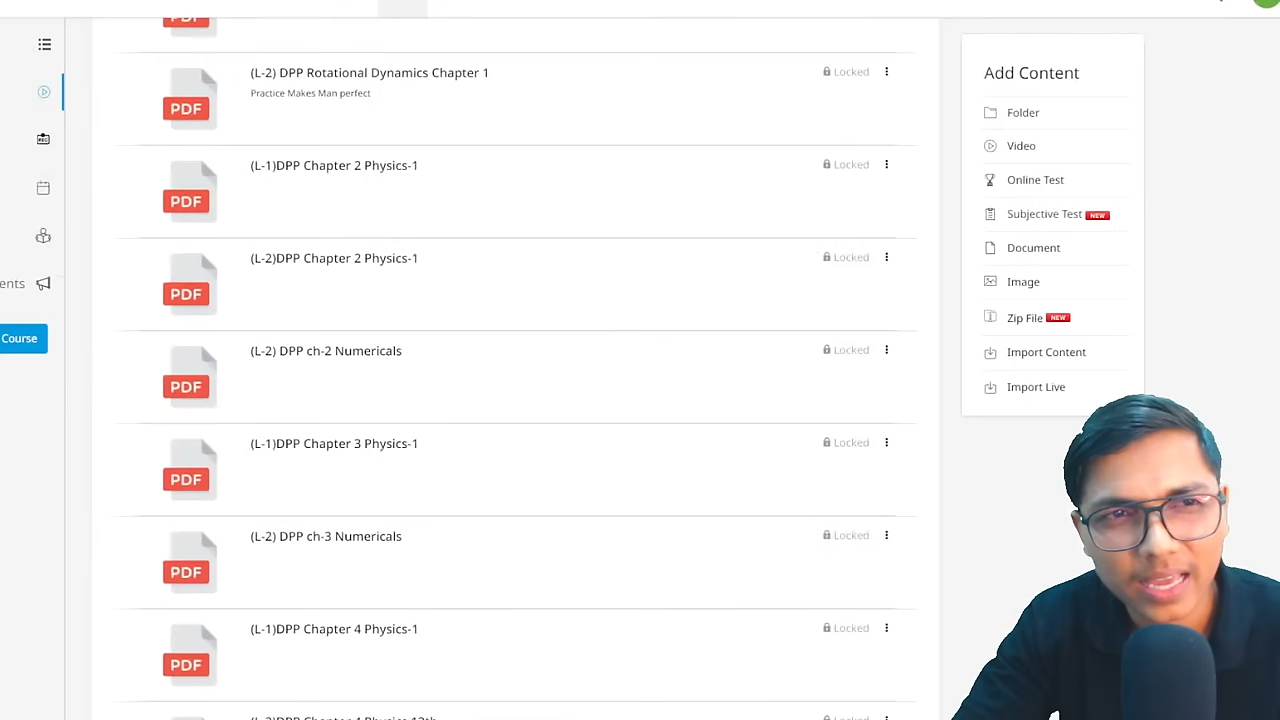 PDF
(L-2) DPP Rotational Dynamics Chapter 1
Practice Makes Man perfect
Locked
PDF
(L-1)DPP Chapter 2 Physics-1
Locked
PDF
(L-2)DPP Chapter 2 Physics-1
Locked
PDF
(L-2) DPP ch-2 Numericals
Locked
PDF
(L-1)DPP Chapter 3 Physics-1
Locked
PDF
(L-2) DPP ch-3 Numericals
Locked
PDF
(L-1)DPP Chapter 4 Physics-1
Locked
PDF
ents
Course
Add Content
Folder
Video
Online Test
Subjective Test NEW
Document
Image
Zip File NEW
Import Content
Import Live